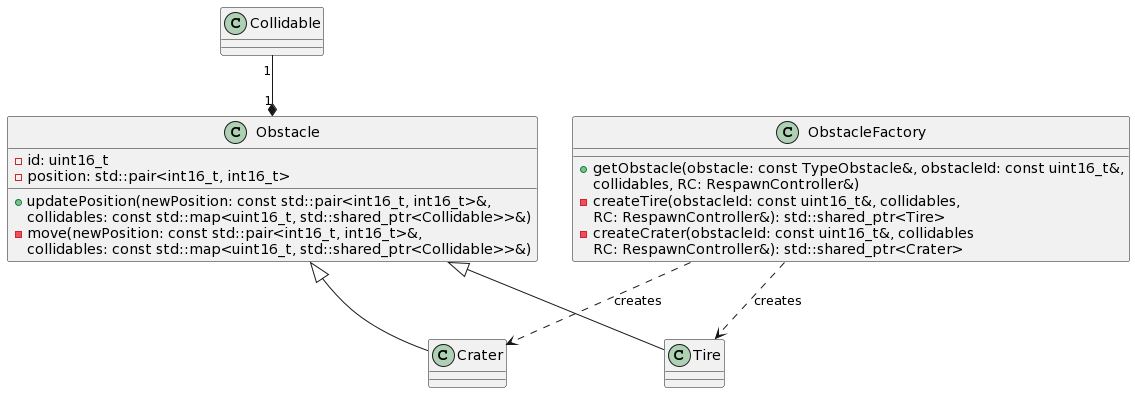 C Collidable
1
1
C Obstacle
id: uint16_t
position: std::pair<int16_t, int16_t>
updatePosition(newPosition: const std::pair<int16_t, int16_t>&,
collidables: const std::map<uint16_t, std::shared_ptr<Collidable>>&)
move(newPosition: const std::pair<int16_t, int16_t>&,
collidables: const std::map<uint16_t, std::shared_ptr<Collidable>>&)
C ObstacleFactory
getObstacle(obstacle: const TypeObstacle&, obstacleId: const uint16_t&,
collidables, RC: RespawnController&)
createTire(obstacleId: const uint16_t&, collidables,
RC: RespawnController&): std::shared_ptr<Tire>
createCrater(obstacleId: const uint16_t&, collidables
RC: RespawnController&): std::shared_ptr<Crater>
creates
creates
C Crater
C Tire